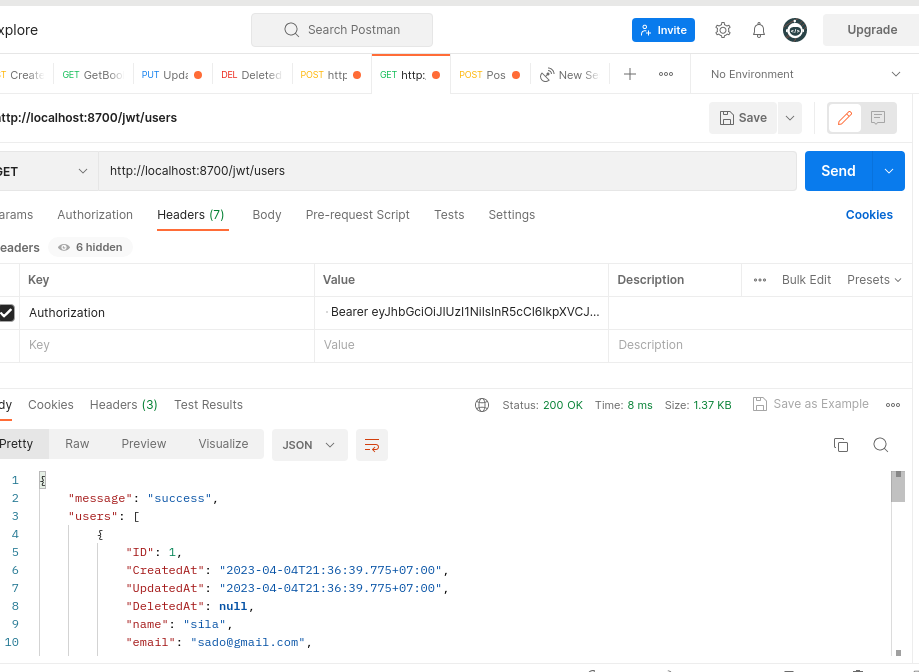 xplore
Search Postman
Invite
Upgrade
T Create
GET GetBoo
PUT Upda
DEL Deleted
POST http
GET http:
POST Pos
New Se
No Environment
ttp://localhost:8700/jwt/users
Save
GET
http://localhost:8700/jwt/users
Send
arams
Authorization
Headers (7)
Body
Pre-request Script
Tests
Settings
Cookies
eaders
6 hidden
Key
Value
Description
Bulk Edit
Presets
Authorization
Bearer eyJhbGciOiJIUzI1NiIsInR5cCI6IkpXVCJ...
Key
Value
Description
dy
Cookies
Headers (3)
Test Results
Status: 200 OK
Time: 8 ms
Size: 1.37 KB
Save as Example
Pretty
Raw
Preview
Visualize
JSON
1 {
2 "message": "success",
3 "users": [
4 {
5 "ID": 1,
6 "CreatedAt": "2023-04-04T21:36:39.775+07:00",
7 "UpdatedAt": "2023-04-04T21:36:39.775+07:00",
8 "DeletedAt": null,
9 "name": "sila",
10 "email": "sado@gmail.com",